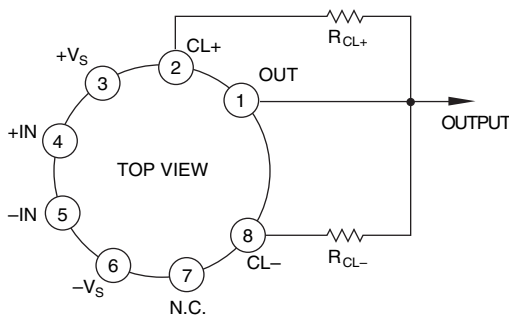 R_CL+
CL+
+V_S
2
OUT
3
1
+IN
OUTPUT
4
TOP VIEW
–IN
5
8
R_CL–
CL–
6
7
–V_S
N.C.